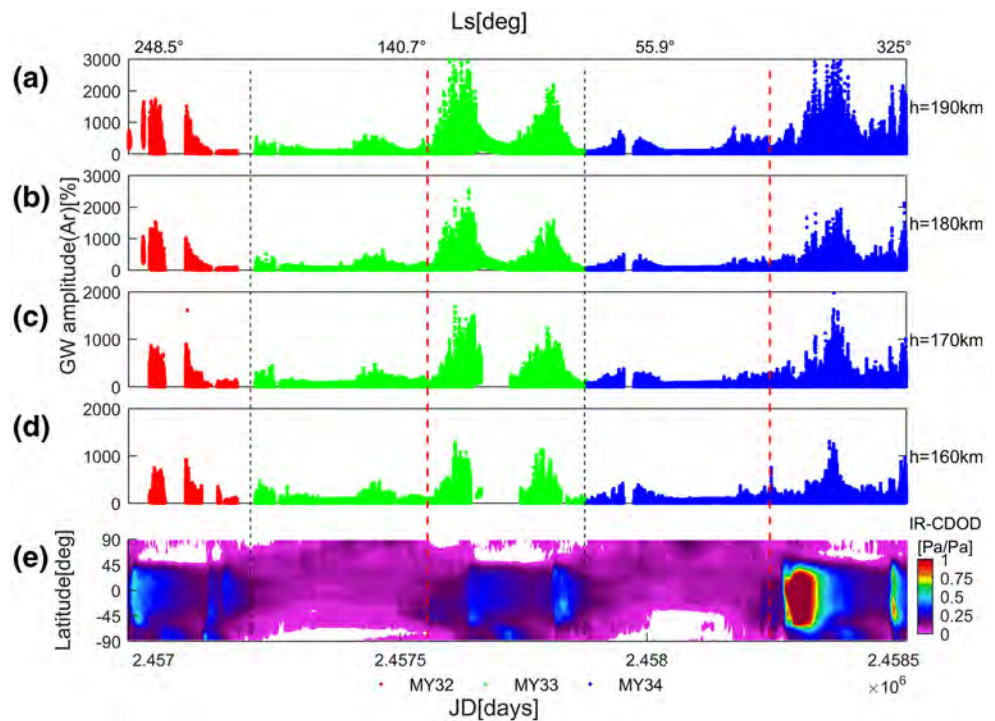 Ls[deg]
248.5° 140.7° 55.9° 325°
(a)
3000
2000
1000
0
h=190km
(b)
3000
2000
1000
0
h=180km
GW amplitude(Ar)[%]
(c)
2000
1000
0
h=170km
(d)
2000
1000
0
h=160km
IR-CDOD
[Pa/Pa]
(e)
Latitude[deg]
90
45
0
-45
-90
1
0.75
0.5
0.25
0
2.457 2.4575 2.458 2.4585
×10⁶
MY32 MY33 MY34
JD[days]